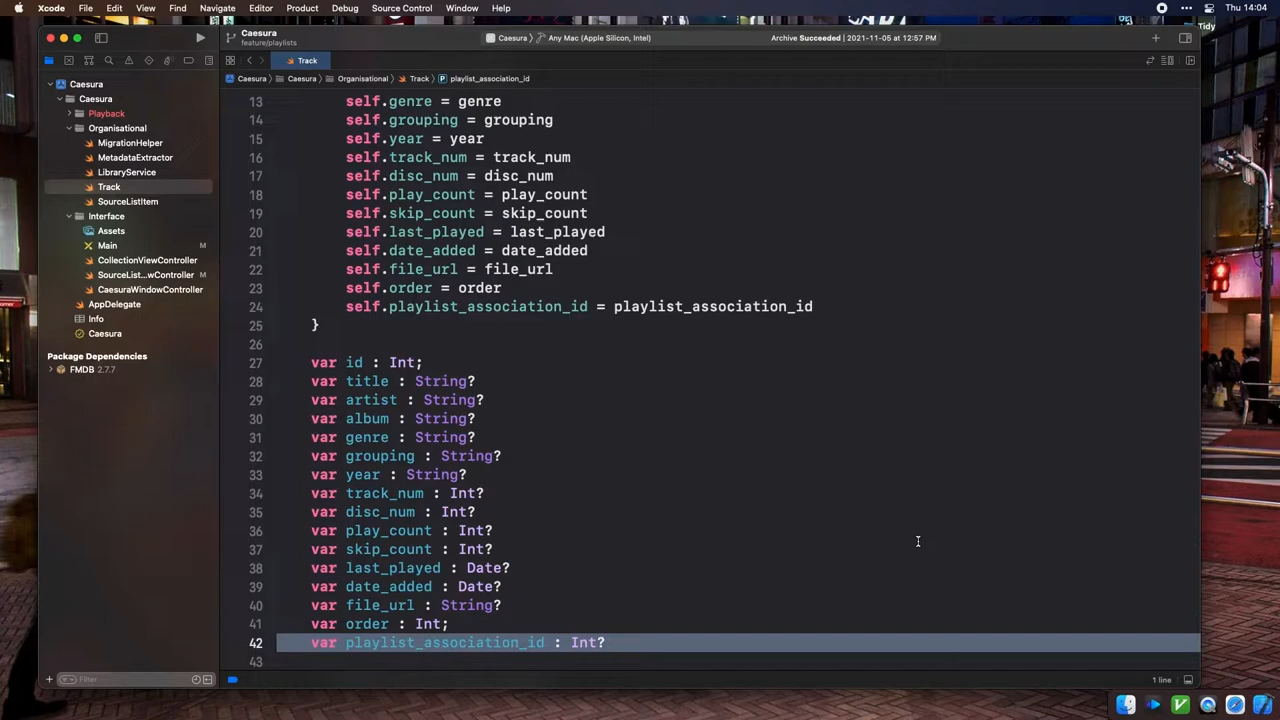 Xcode File Edit View Find Navigate Editor Product Debug Source Control Window Help
Thu 14:04
Tidy
Caesura
feature/playlists
Caesura
Any Mac (Apple Silicon, Intel)
Archive Succeeded | 2021-11-05 at 12:57 PM
Track
Caesura
Caesura
Organisational
Track
P playlist_association_id
Caesura
Caesura
Playback
Organisational
MigrationHelper
MetadataExtractor
LibraryService
Track
SourceListItem
Interface
Assets
Main M
CollectionViewController
SourceList...wController M
CaesuraWindowController
AppDelegate
Info
Caesura
Package Dependencies
FMDB 2.7.7
Filter
13 self.genre = genre
14 self.grouping = grouping
15 self.year = year
16 self.track_num = track_num
17 self.disc_num = disc_num
18 self.play_count = play_count
19 self.skip_count = skip_count
20 self.last_played = last_played
21 self.date_added = date_added
22 self.file_url = file_url
23 self.order = order
24 self.playlist_association_id = playlist_association_id
25 }
26
27 var id : Int;
28 var title : String?
29 var artist : String?
30 var album : String?
31 var genre : String?
32 var grouping : String?
33 var year : String?
34 var track_num : Int?
35 var disc_num : Int?
36 var play_count : Int?
37 var skip_count : Int?
38 var last_played : Date?
39 var date_added : Date?
40 var file_url : String?
41 var order : Int;
42 var playlist_association_id : Int?
43
1 line